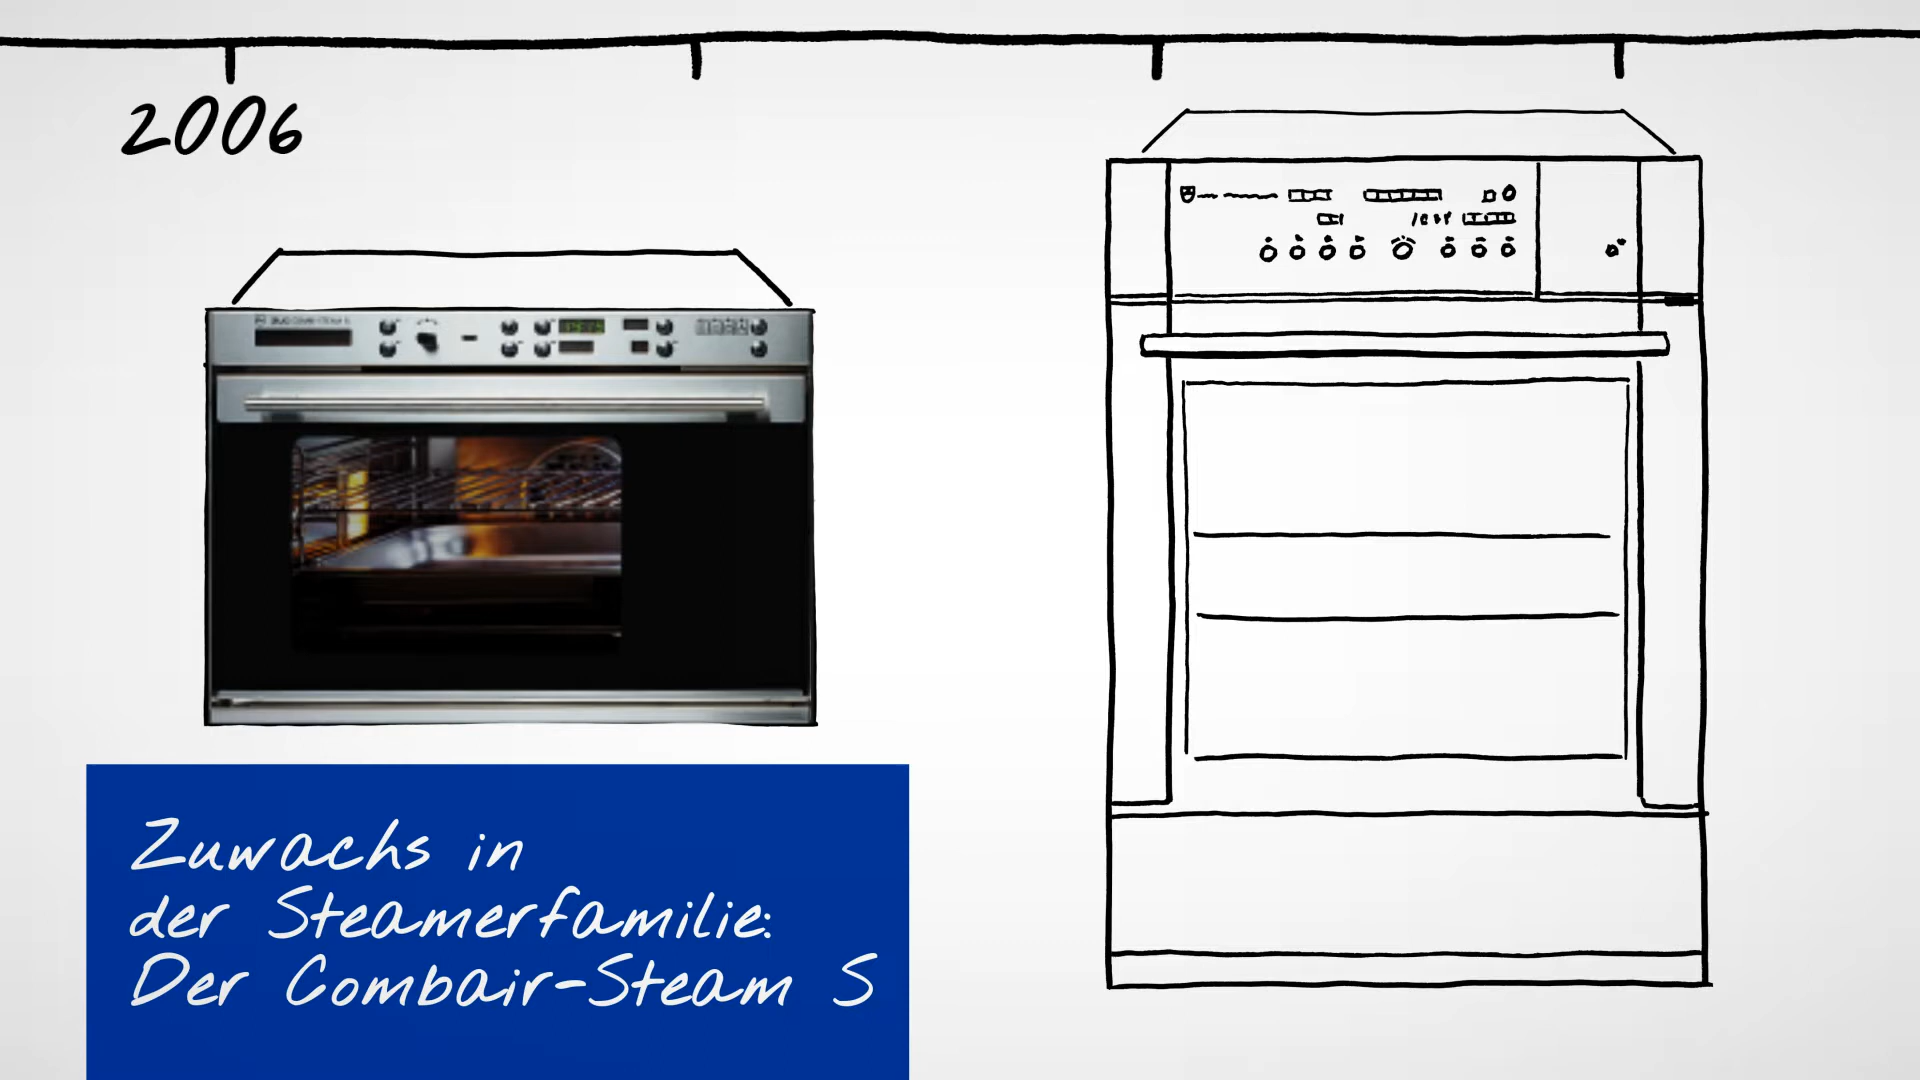 2006
Zuwachs in
der Steamerfamilie:
Der Combair-Steam S